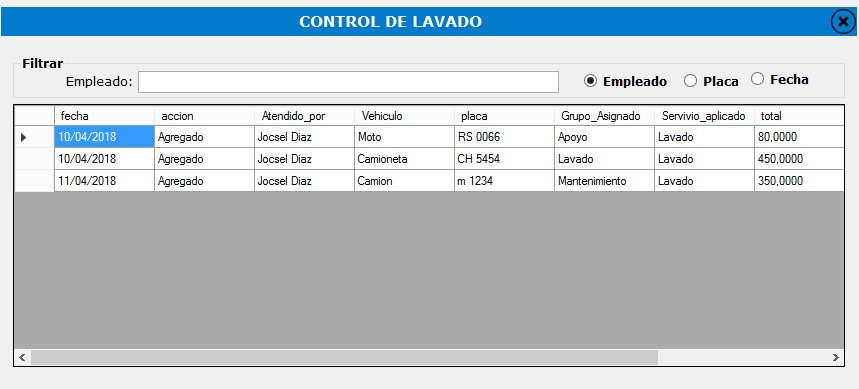 CONTROL DE LAVADO
Filtrar
Empleado: Empleado Placa Fecha
fecha accion Atendido_por Vehiculo placa Grupo_Asignado Servivio_aplicado total
10/04/2018 Agregado Jocsel Diaz Moto RS 0066 Apoyo Lavado 80,0000
10/04/2018 Agregado Jocsel Diaz Camioneta CH 5454 Lavado Lavado 450,0000
11/04/2018 Agregado Jocsel Diaz Camion m 1234 Mantenimiento Lavado 350,0000